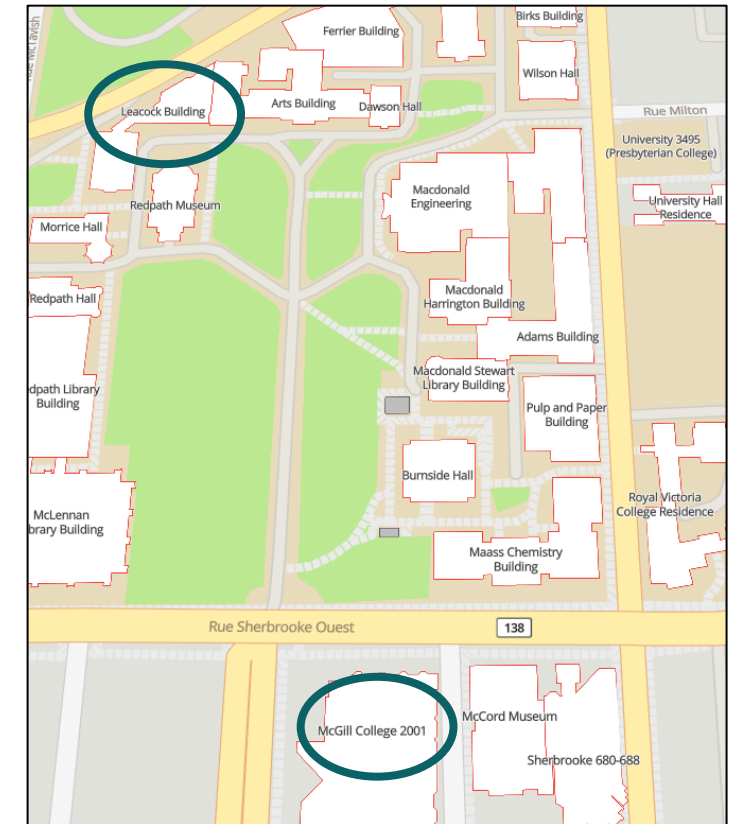 Birks Building
Ferrier Building
Rue McTavish
Wilson Hall
Leacock Building
Arts Building
Dawson Hall
Rue Milton
University 3495
(Presbyterian College)
Macdonald
Engineering
Redpath Museum
University Hall
Residence
Morrice Hall
Macdonald
Harrington Building
Redpath Hall
Adams Building
Macdonald Stewart
Library Building
dpath Library
Building
Pulp and Paper
Building
Burnside Hall
Royal Victoria
College Residence
McLennan
brary Building
Maass Chemistry
Building
Rue Sherbrooke Ouest
138
McGill College 2001
McCord Museum
Sherbrooke 680-688